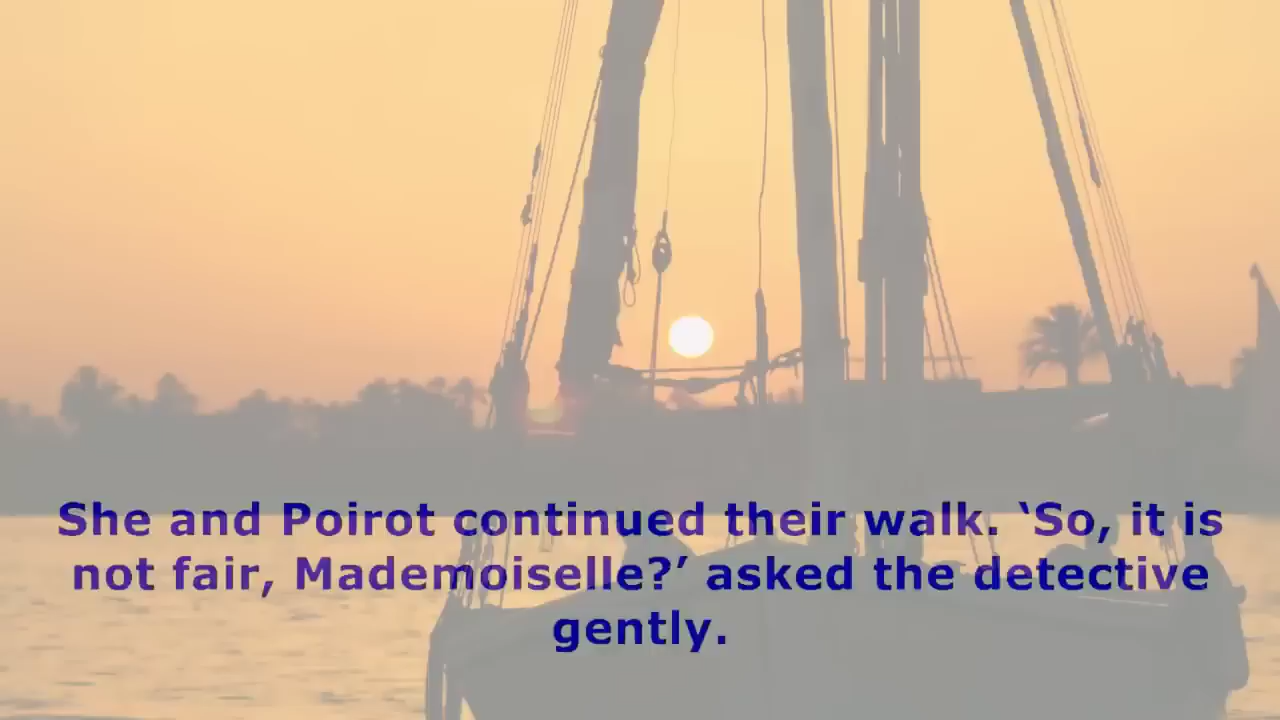 She and Poirot continued their walk. ‘So, it is
not fair, Mademoiselle?’ asked the detective
gently.